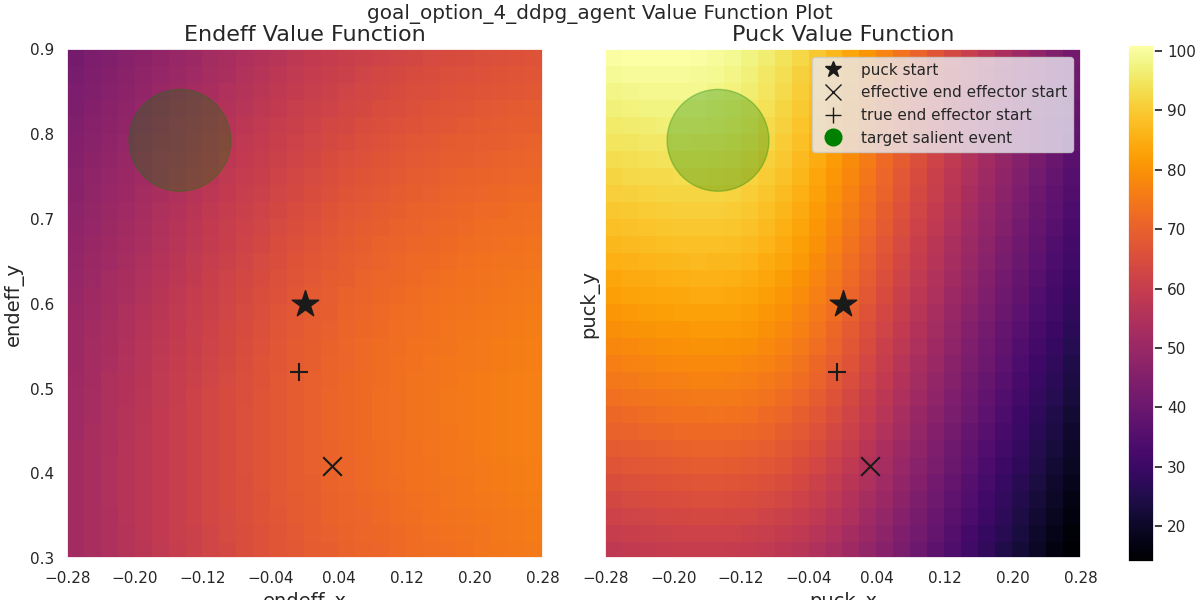 goal_option_4_ddpg_agent Value Function Plot
Endeff Value Function
Puck Value Function
puck start
effective end effector start
true end effector start
target salient event
endeff_y
0.9
0.8
0.7
0.6
0.5
0.4
0.3
−0.28 −0.20 −0.12 −0.04 0.04 0.12 0.20 0.28
endeff_x
puck_y
−0.28 −0.20 −0.12 −0.04 0.04 0.12 0.20 0.28
puck_x
100
90
80
70
60
50
40
30
20